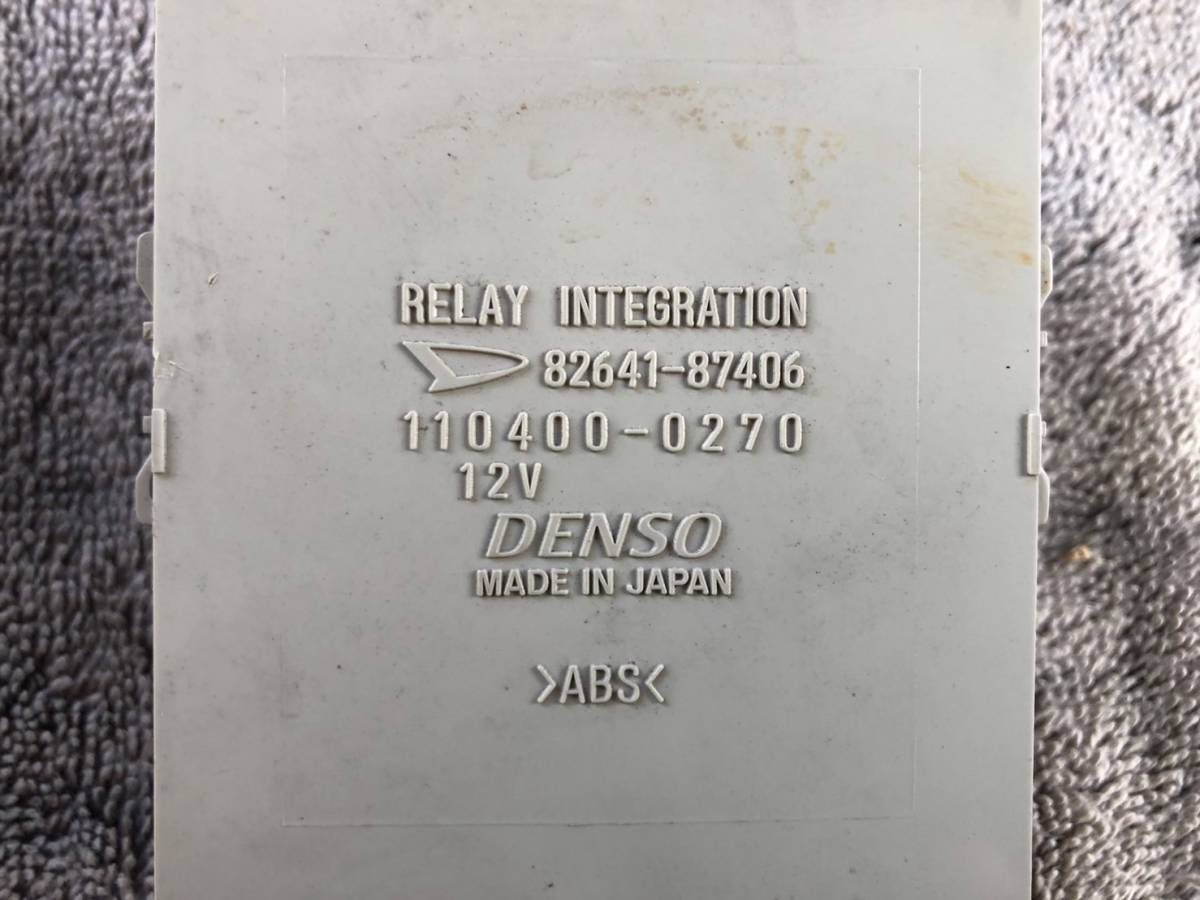 RELAY INTEGRATION
82641-87406
110400-0270
12V
DENSO
MADE IN JAPAN
>ABS<